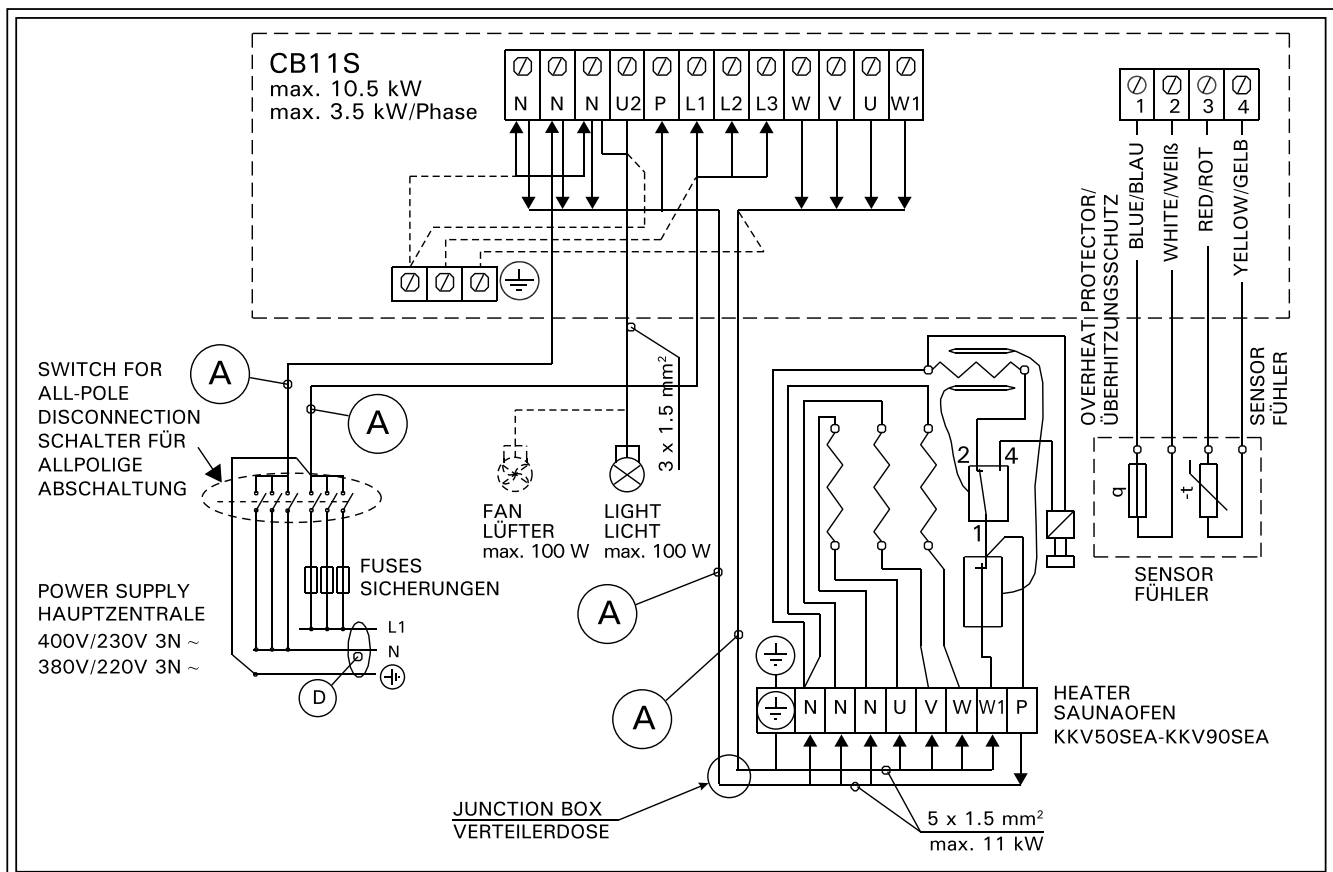 CB11S
max. 10.5 kW
max. 3.5 kW/Phase
N N N U2 P L1 L2 L3 W V U W1
1 2 3 4
BLUE/BLAU
WHITE/WEIß
RED/ROT
YELLOW/GELB
OVERHEAT PROTECTOR/
ÜBERHITZUNGSSCHUTZ
SENSOR
FÜHLER
SWITCH FOR
ALL-POLE
DISCONNECTION
SCHALTER FÜR
ALLPOLIGE
ABSCHALTUNG
A
A
3 x 1.5 mm²
FAN
LÜFTER
max. 100 W
LIGHT
LICHT
max. 100 W
2 4
1
q
-t
SENSOR
FÜHLER
FUSES
SICHERUNGEN
POWER SUPPLY
HAUPTZENTRALE
400V/230V 3N ~
380V/220V 3N ~
L1
N
D
A
A
N N N U V W W1 P
HEATER
SAUNAOFEN
KKV50SEA-KKV90SEA
JUNCTION BOX
VERTEILERDOSE
5 x 1.5 mm²
max. 11 kW